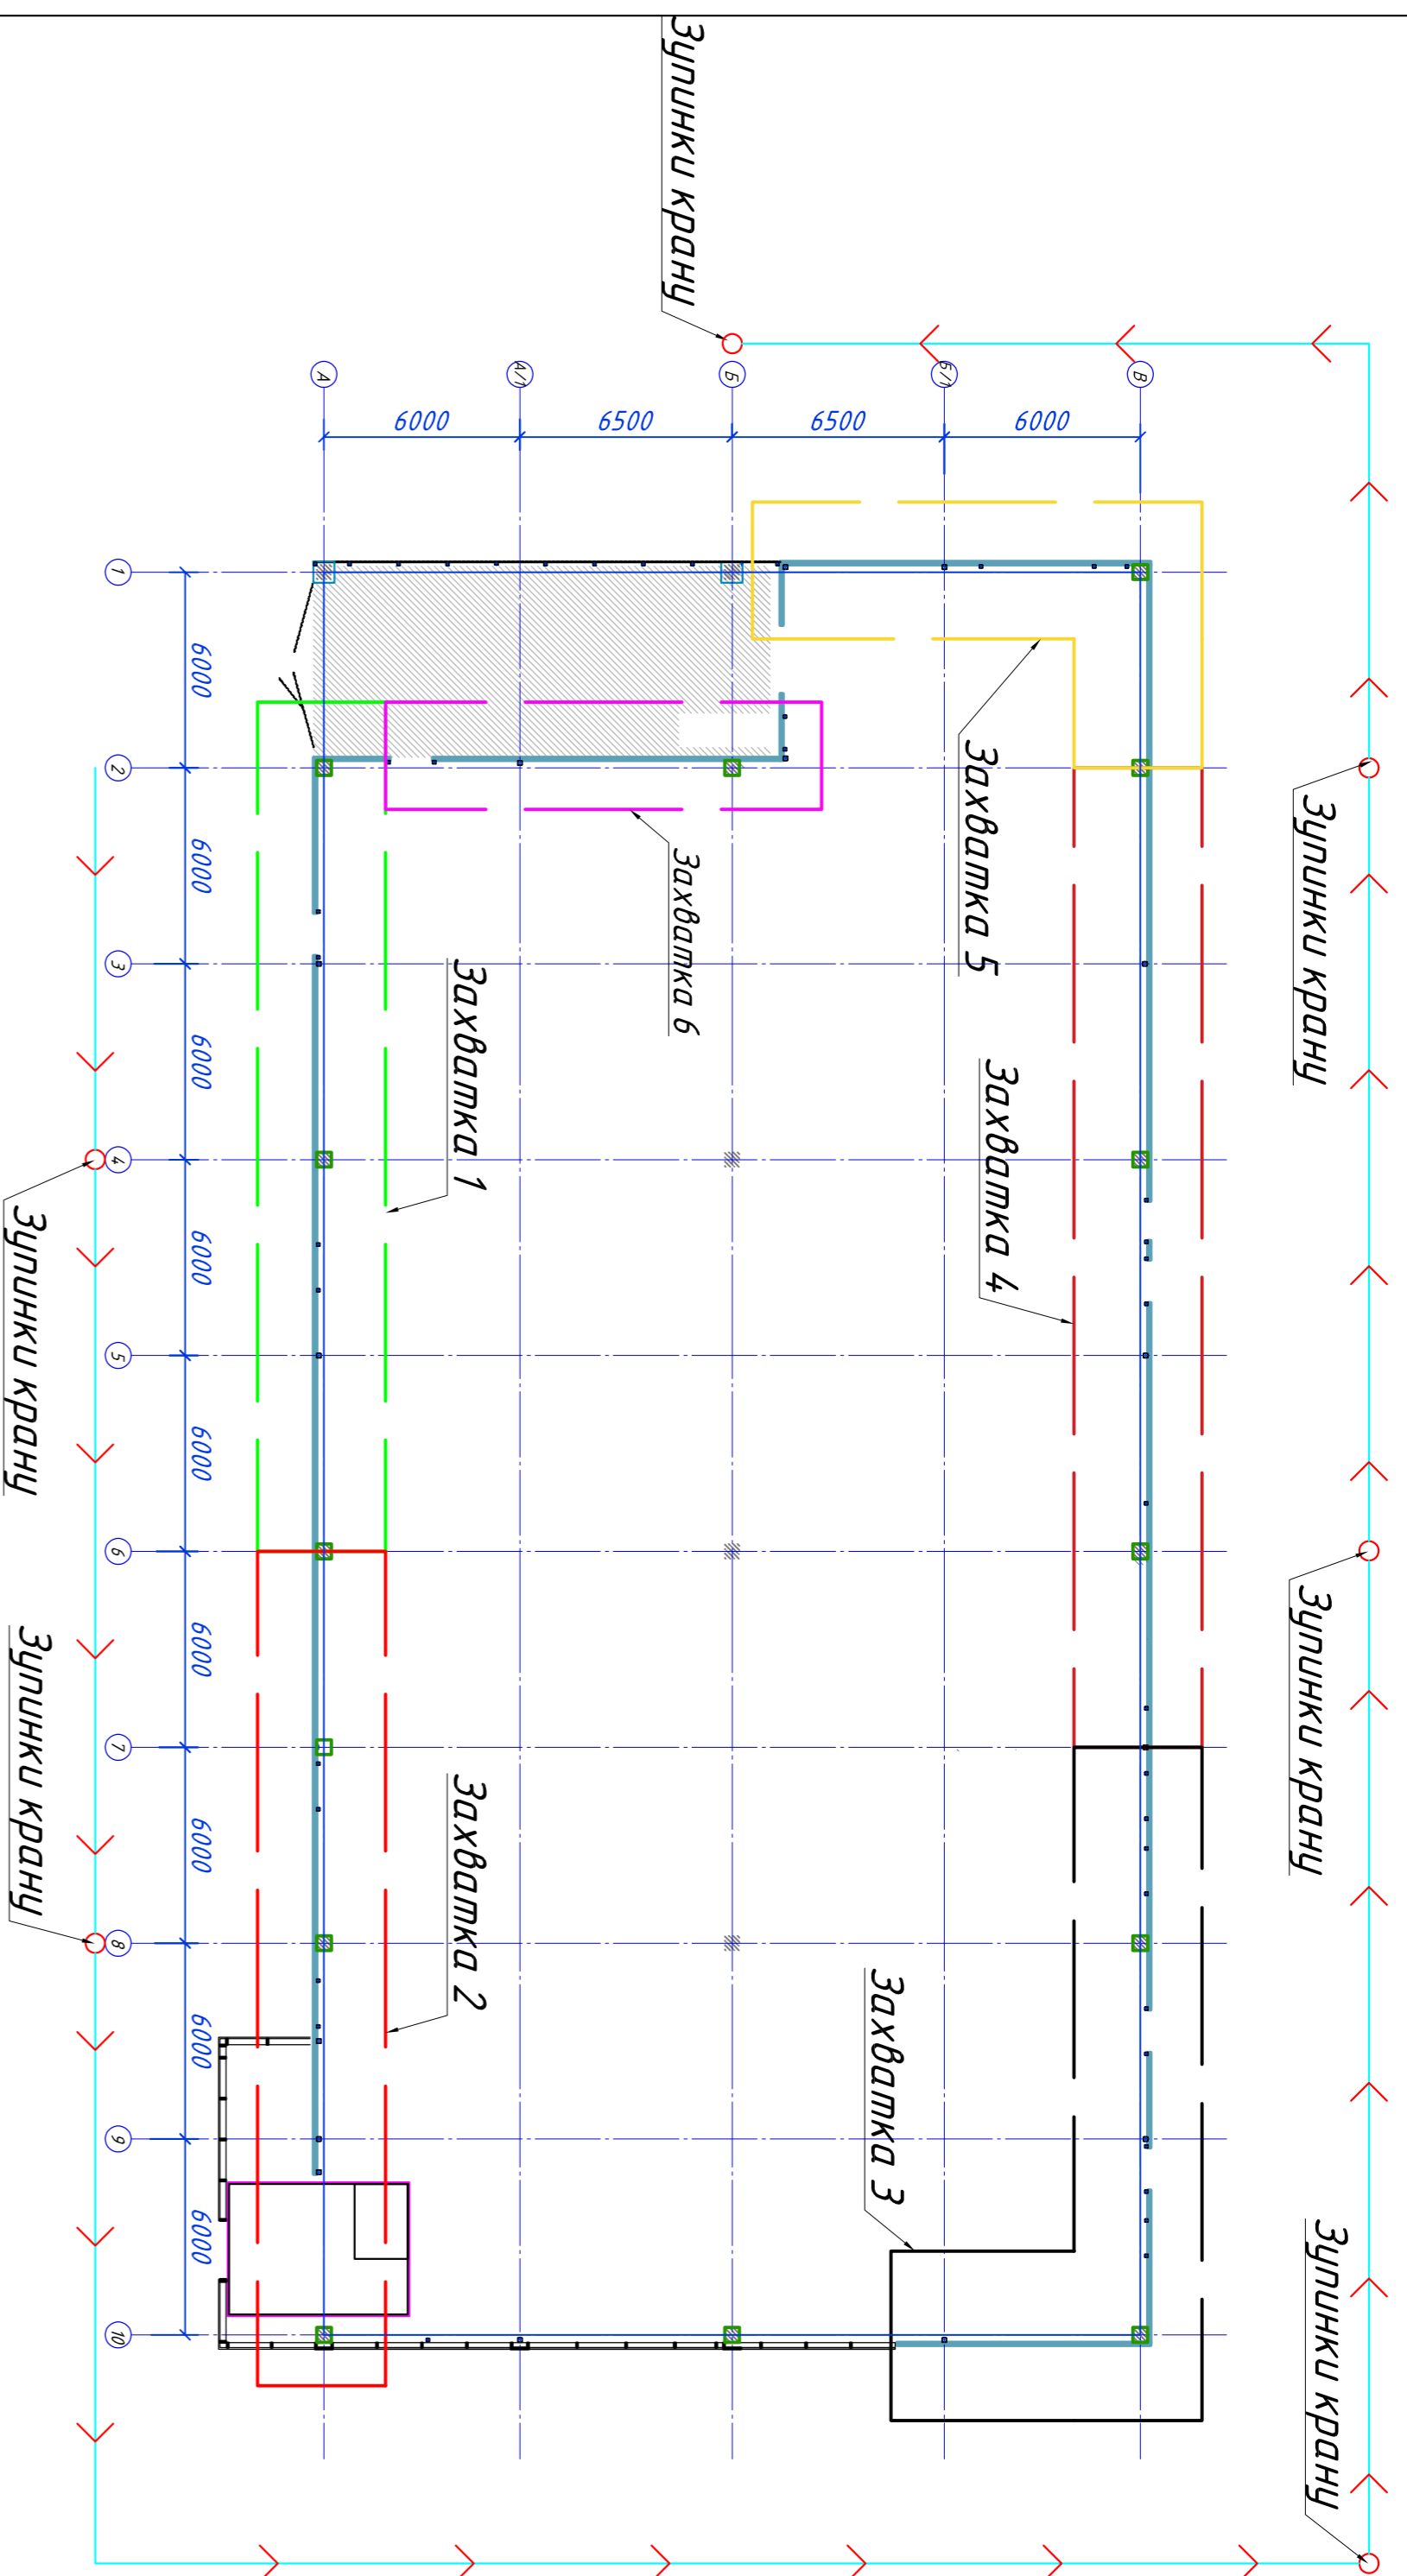 Зупинки крану
Зупинки крану
Зупинки крану
Зупинки крану
Зупинки крану
Зупинки крану
Захватка 1
Захватка 2
Захватка 3
Захватка 4
Захватка 5
Захватка 6
А
А/1
Б
Б/1
В
6000
6500
6500
6000
1
2
3
4
5
6
7
8
9
10
6000
6000
6000
6000
6000
6000
6000
6000
6000